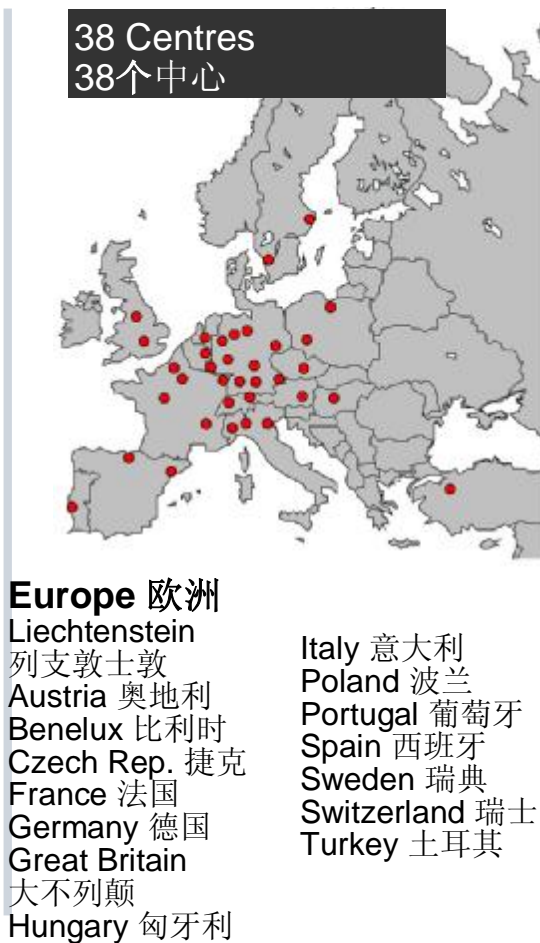 38 Centres
38个中心
Europe 欧洲
Liechtenstein
列支敦士敦
Austria 奥地利
Benelux 比利时
Czech Rep. 捷克
France 法国
Germany 德国
Great Britain
大不列颠
Hungary 匈牙利
Italy 意大利
Poland 波兰
Portugal 葡萄牙
Spain 西班牙
Sweden 瑞典
Switzerland 瑞士
Turkey 土耳其